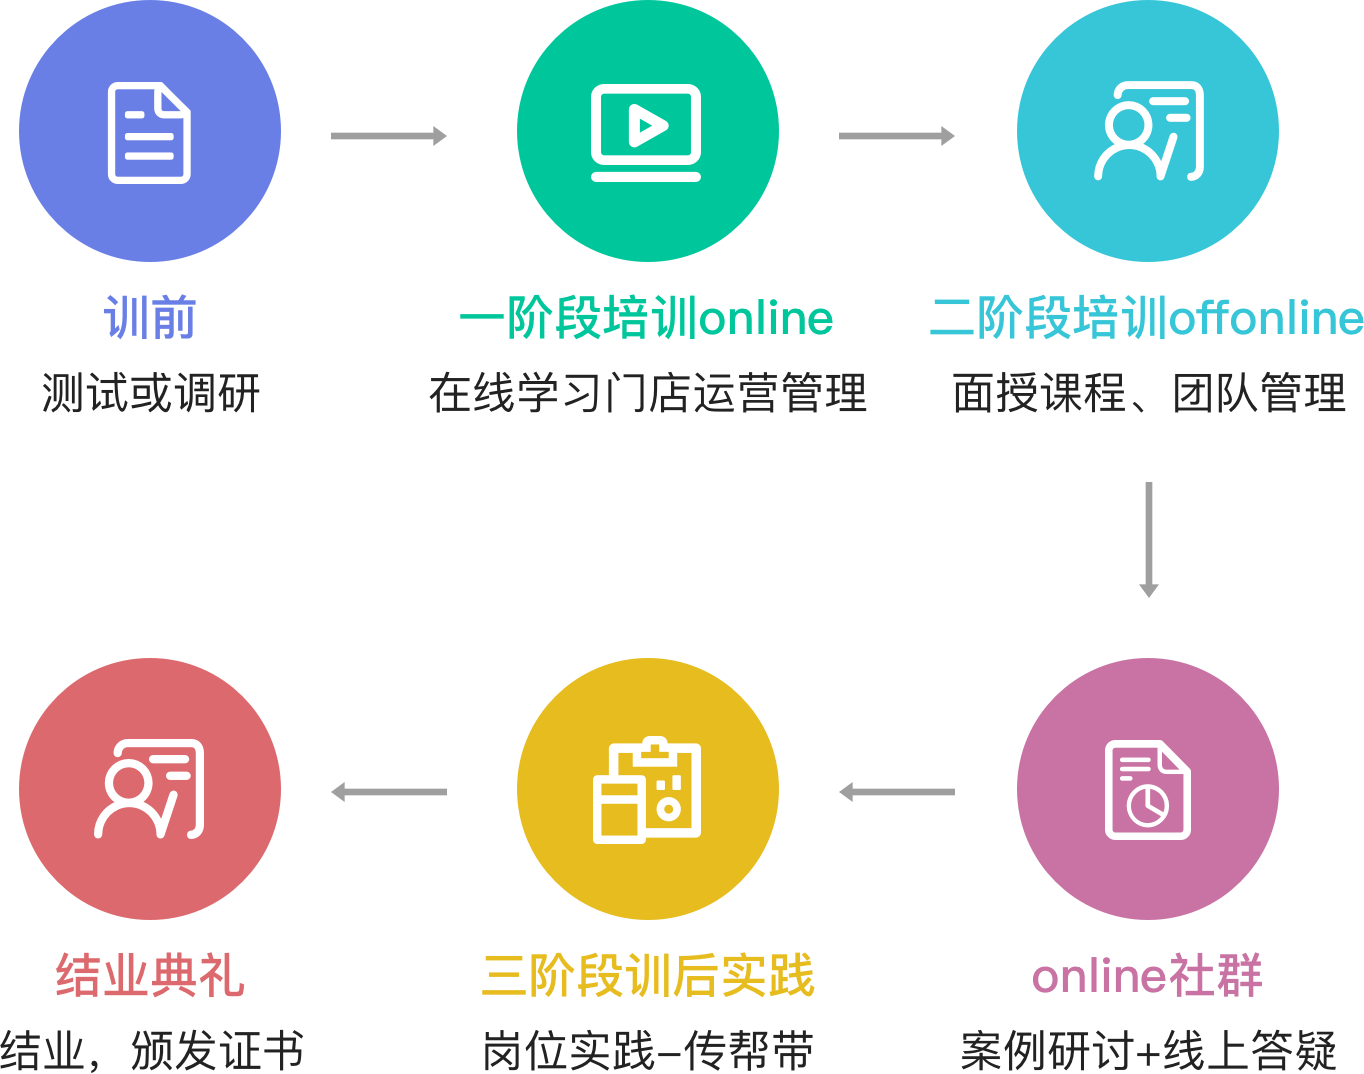 训前
测试或调研
一阶段培训online
在线学习门店运营管理
二阶段培训offonline
面授课程、团队管理
online社群
案例研讨+线上答疑
三阶段训后实践
岗位实践–传帮带
结业典礼
结业，颁发证书